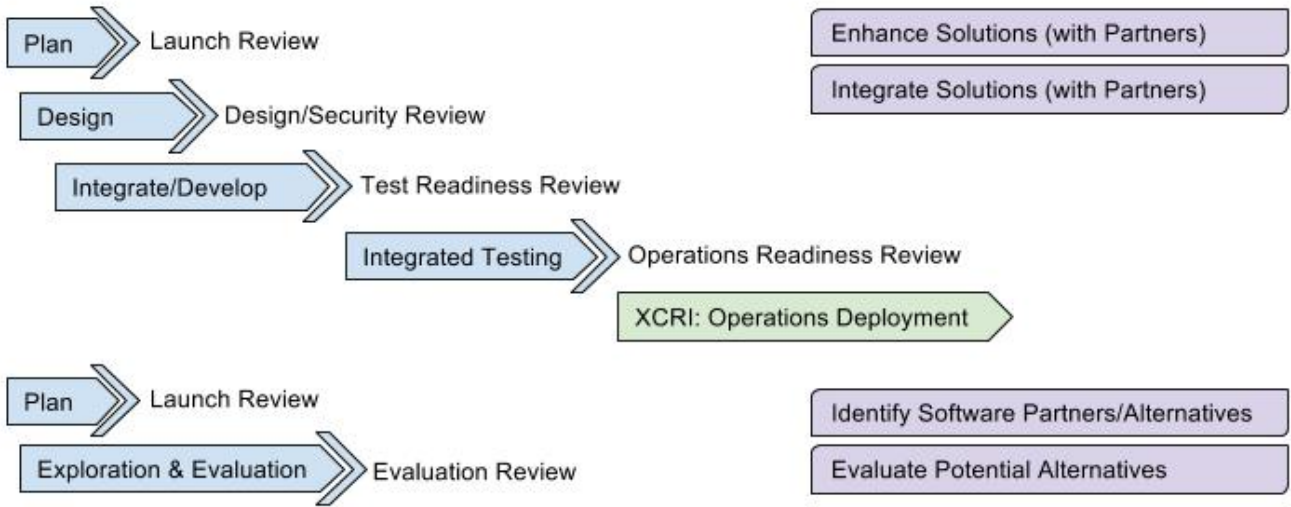 Plan
Launch Review
Enhance Solutions (with Partners)
Integrate Solutions (with Partners)
Design
Design/Security Review
Integrate/Develop
Test Readiness Review
Integrated Testing
Operations Readiness Review
XCRI: Operations Deployment
Plan
Launch Review
Identify Software Partners/Alternatives
Exploration & Evaluation
Evaluation Review
Evaluate Potential Alternatives